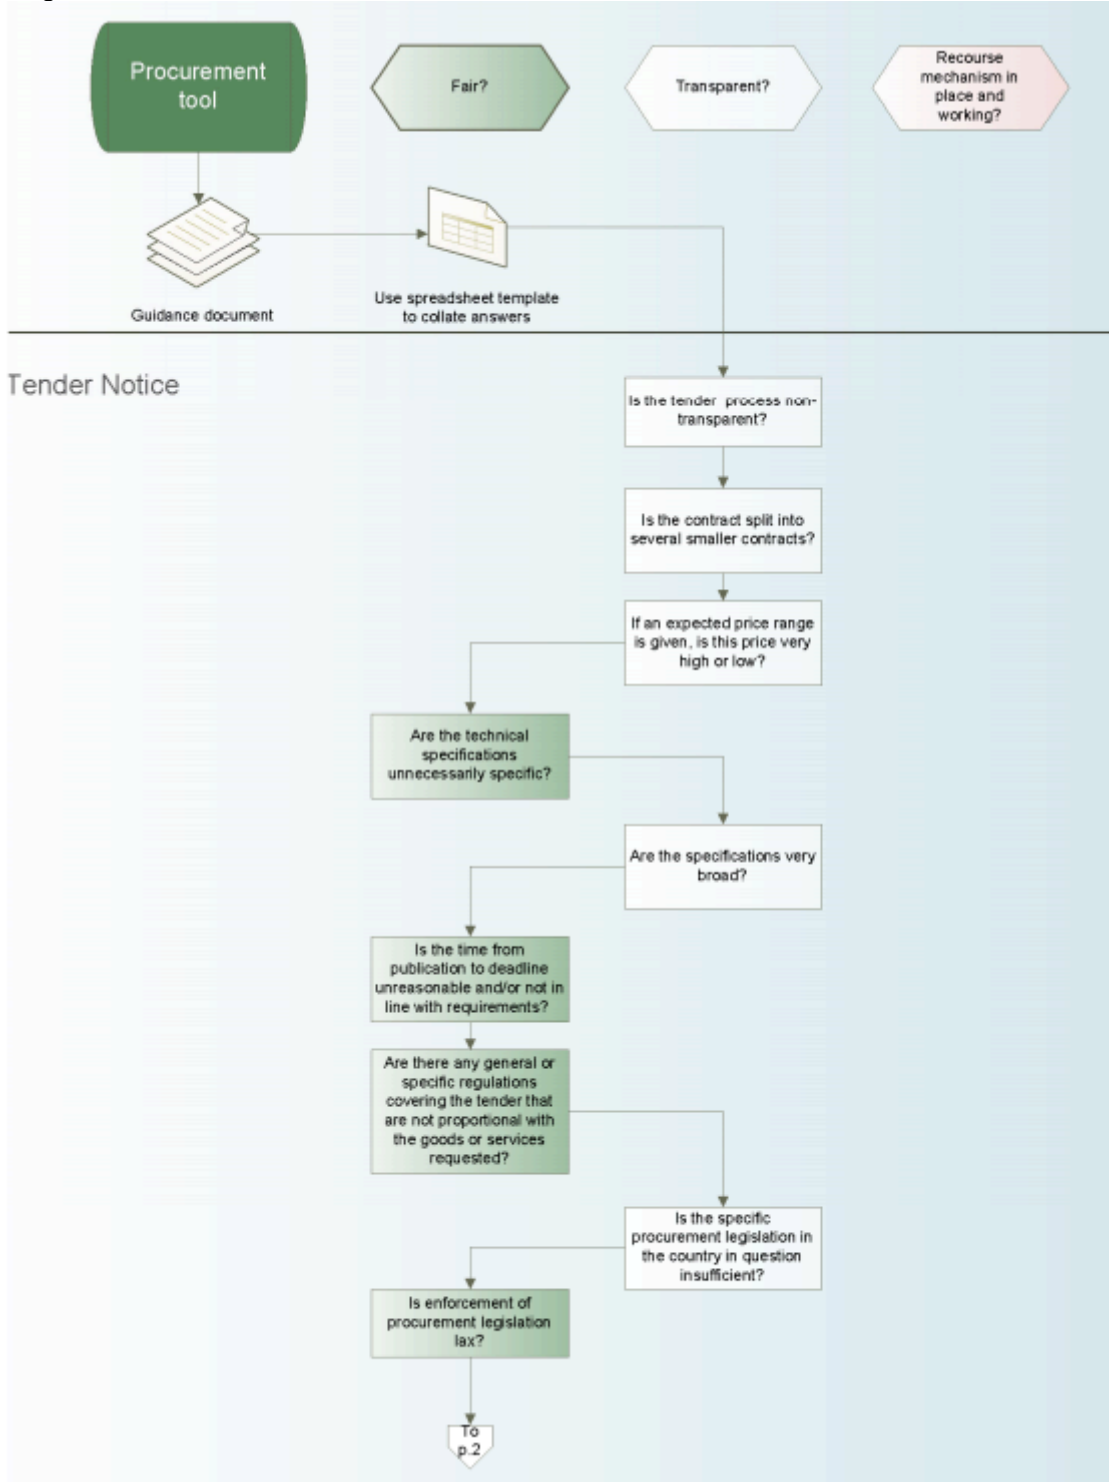 Procurement
tool
Fair?
Transparent?
Recourse
mechanism in
place and
working?
Guidance document
Use spreadsheet template
to collate answers
Tender Notice
Is the tender process non-
transparent?
Is the contract split into
several smaller contracts?
If an expected price range
is given, is this price very
high or low?
Are the technical
specifications
unnecessarily specific?
Are the specifications very
broad?
Is the time from
publication to deadline
unreasonable and/or not in
line with requirements?
Are there any general or
specific regulations
covering the tender that
are not proportional with
the goods or services
requested?
Is the specific
procurement legislation in
the country in question
insufficient?
Is enforcement of
procurement legislation
lax?
To
p.2